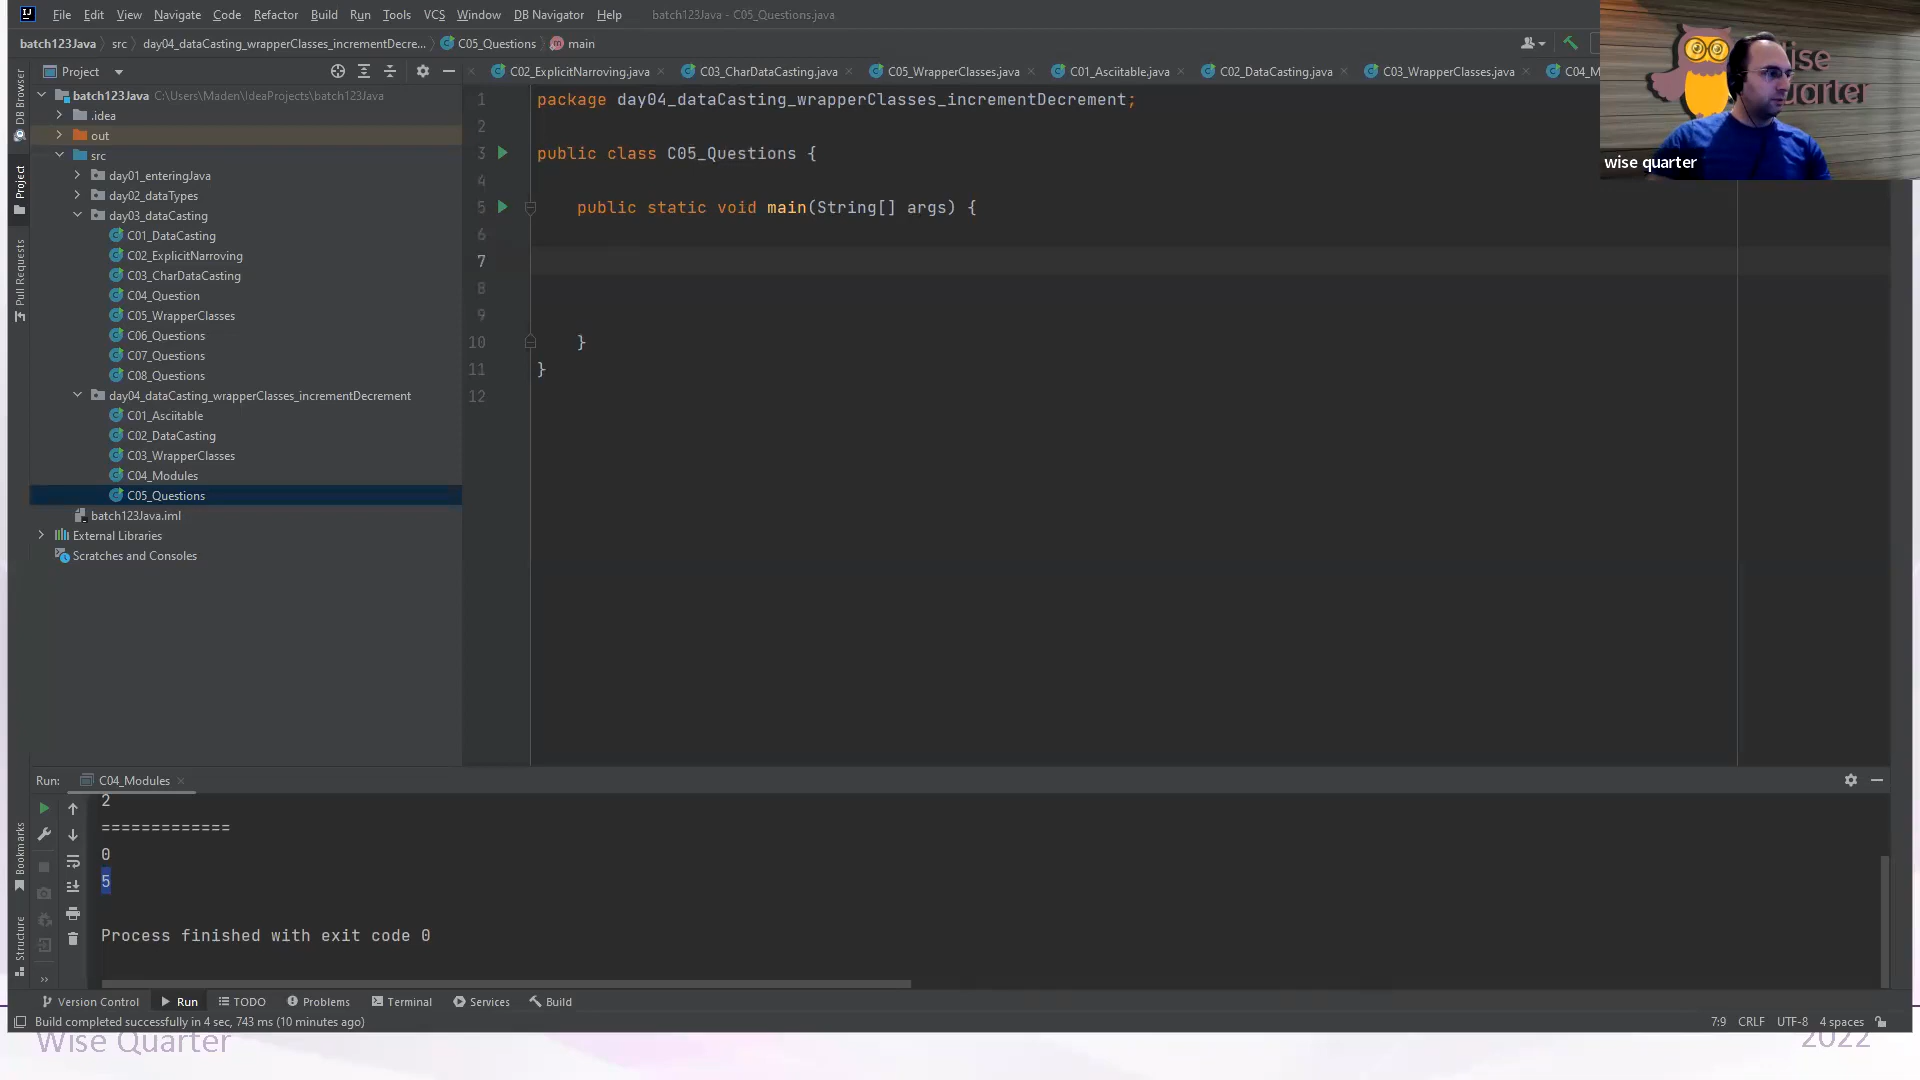 File Edit View Navigate Code Refactor Build Run Tools VCS Window DB Navigator Help batch123Java - C05_Questions.java
batch123Java src day04_dataCasting_wrapperClasses_incrementDecre... C05_Questions main
Project
C02_ExplicitNarroving.java C03_CharDataCasting.java C05_WrapperClasses.java C01_Asciitable.java C02_DataCasting.java C03_WrapperClasses.java C04_M
DB Browser
Project
Pull Requests
Bookmarks
Structure
batch123Java C:\Users\Maden\IdeaProjects\batch123Java
.idea
out
src
day01_enteringJava
day02_dataTypes
day03_dataCasting
C01_DataCasting
C02_ExplicitNarroving
C03_CharDataCasting
C04_Question
C05_WrapperClasses
C06_Questions
C07_Questions
C08_Questions
day04_dataCasting_wrapperClasses_incrementDecrement
C01_Asciitable
C02_DataCasting
C03_WrapperClasses
C04_Modules
C05_Questions
batch123Java.iml
External Libraries
Scratches and Consoles
1 package day04_dataCasting_wrapperClasses_incrementDecrement;
2
3 public class C05_Questions {
4
5 public static void main(String[] args) {
6
7
8
9
10 }
11 }
12
wise quarter
ise
uarter
Run: C04_Modules
2
=============
0
5
Process finished with exit code 0
Version Control Run TODO Problems Terminal Services Build
Build completed successfully in 4 sec, 743 ms (10 minutes ago) 7:9 CRLF UTF-8 4 spaces
Wise Quarter
2022